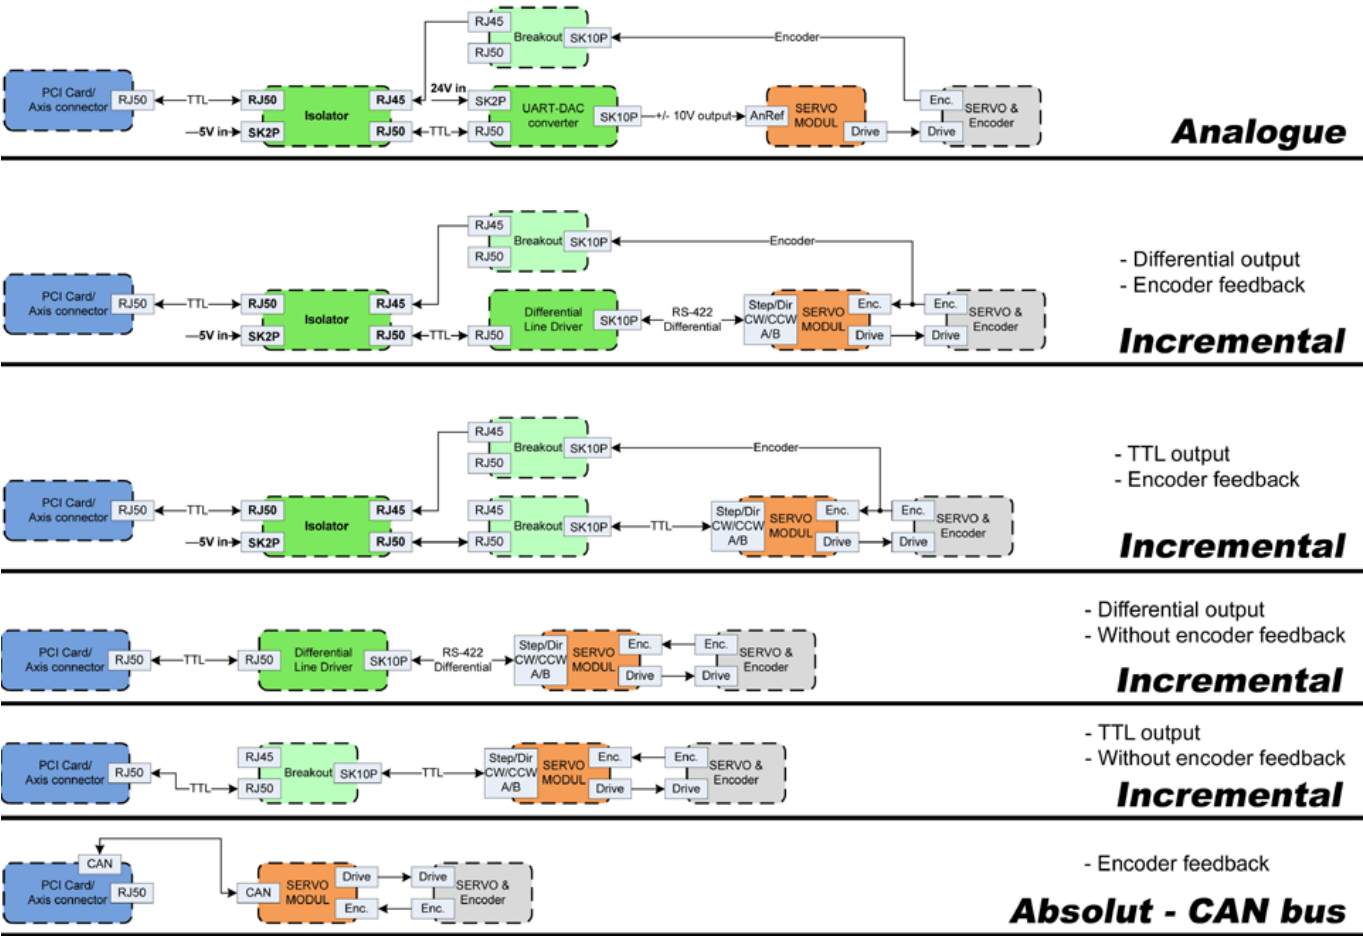 RJ45
Breakout
SK10P
RJ50
Encoder
PCI Card/
Axis connector
RJ50
TTL
RJ50
Isolator
RJ45
5V in
SK2P
RJ50
TTL
24V in
SK2P
UART-DAC
converter
RJ50
SK10P
+/- 10V output
AnRef
SERVO
MODUL
Drive
Enc.
Drive
SERVO &
Encoder
Analogue
RJ45
Breakout
SK10P
RJ50
Encoder
PCI Card/
Axis connector
RJ50
TTL
RJ50
Isolator
RJ45
5V in
SK2P
RJ50
TTL
RJ50
Differential
Line Driver
SK10P
RS-422
Differential
Step/Dir
CW/CCW
A/B
SERVO
MODUL
Enc.
Drive
Enc.
Drive
SERVO &
Encoder
- Differential output
- Encoder feedback
Incremental
RJ45
Breakout
SK10P
RJ50
Encoder
PCI Card/
Axis connector
RJ50
TTL
RJ50
Isolator
RJ45
5V in
SK2P
RJ50
RJ45
Breakout
SK10P
RJ50
TTL
Step/Dir
CW/CCW
A/B
SERVO
MODUL
Enc.
Drive
Enc.
Drive
SERVO &
Encoder
- TTL output
- Encoder feedback
Incremental
PCI Card/
Axis connector
RJ50
TTL
RJ50
Differential
Line Driver
SK10P
RS-422
Differential
Step/Dir
CW/CCW
A/B
SERVO
MODUL
Enc.
Drive
Enc.
Drive
SERVO &
Encoder
- Differential output
- Without encoder feedback
Incremental
PCI Card/
Axis connector
RJ50
TTL
RJ45
Breakout
SK10P
RJ50
TTL
Step/Dir
CW/CCW
A/B
SERVO
MODUL
Enc.
Drive
Enc.
Drive
SERVO &
Encoder
- TTL output
- Without encoder feedback
Incremental
CAN
PCI Card/
Axis connector
RJ50
CAN
SERVO
MODUL
Drive
Enc.
Drive
Enc.
SERVO &
Encoder
- Encoder feedback
Absolut - CAN bus